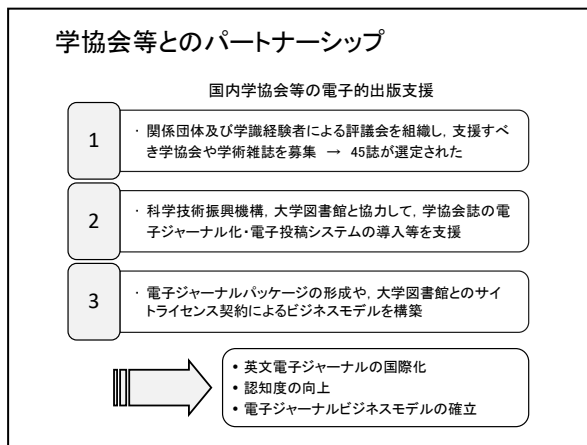 学協会等とのパートナーシップ
国内学協会等の電子的出版支援
1
・ 関係団体及び学識経験者による評議会を組織し, 支援すべ
き学協会や学術雑誌を募集 → 45誌が選定された
2
・ 科学技術振興機構, 大学図書館と協力して, 学協会誌の電
子ジャーナル化・電子投稿システムの導入等を支援
3
・ 電子ジャーナルパッケージの形成や, 大学図書館とのサイ
トライセンス契約によるビジネスモデルを構築
• 英文電子ジャーナルの国際化
• 認知度の向上
• 電子ジャーナルビジネスモデルの確立